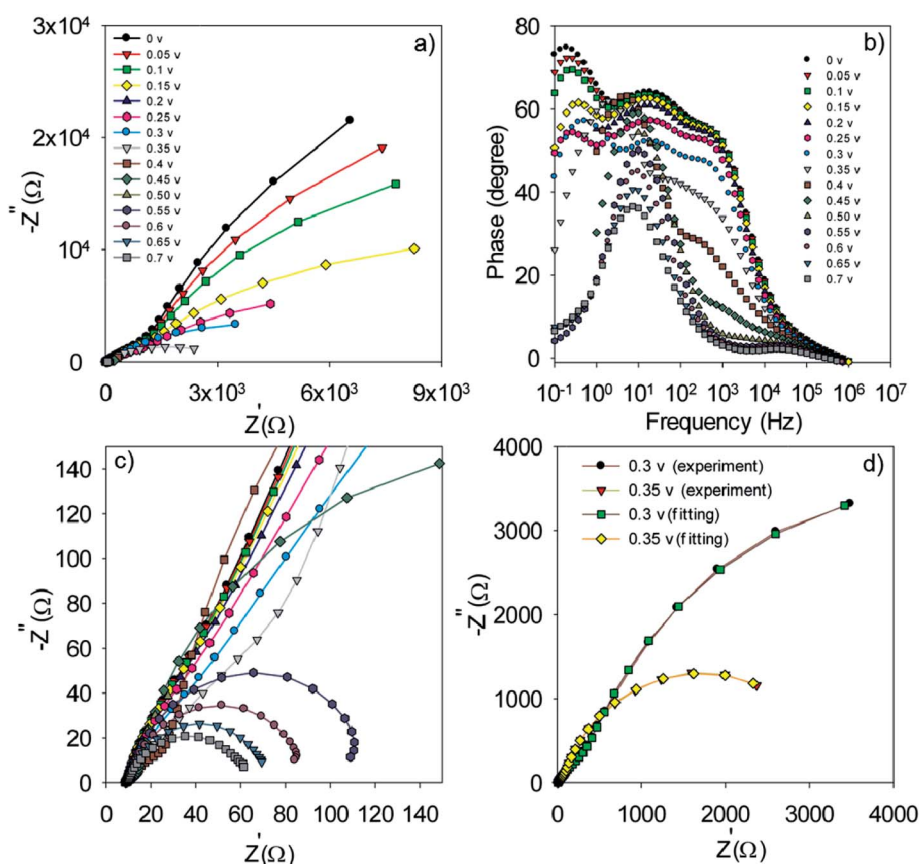 a)
3x10⁴
2x10⁴
1x10⁴
0
-Z″(Ω)
0 v
0.05 v
0.1 v
0.15 v
0.2 v
0.25 v
0.3 v
0.35 v
0.4 v
0.45 v
0.50 v
0.55 v
0.6 v
0.65 v
0.7 v
0 3x10³ 6x10³ 9x10³
Z'(Ω)
b)
80
60
40
20
0
Phase (degree)
0 v
0.05 v
0.1 v
0.15 v
0.2 v
0.25 v
0.3 v
0.35 v
0.4 v
0.45 v
0.50 v
0.55 v
0.6 v
0.65 v
0.7 v
10⁻¹ 10⁰ 10¹ 10² 10³ 10⁴ 10⁵ 10⁶ 10⁷
Frequency (Hz)
c)
140
120
100
80
60
40
20
0
-Z″(Ω)
0 20 40 60 80 100 120 140
Z'(Ω)
d)
4000
3000
2000
1000
0
-Z″(Ω)
0.3 v (experiment)
0.35 v (experiment)
0.3 v (fitting)
0.35 v (fitting)
0 1000 2000 3000 4000
Z'(Ω)